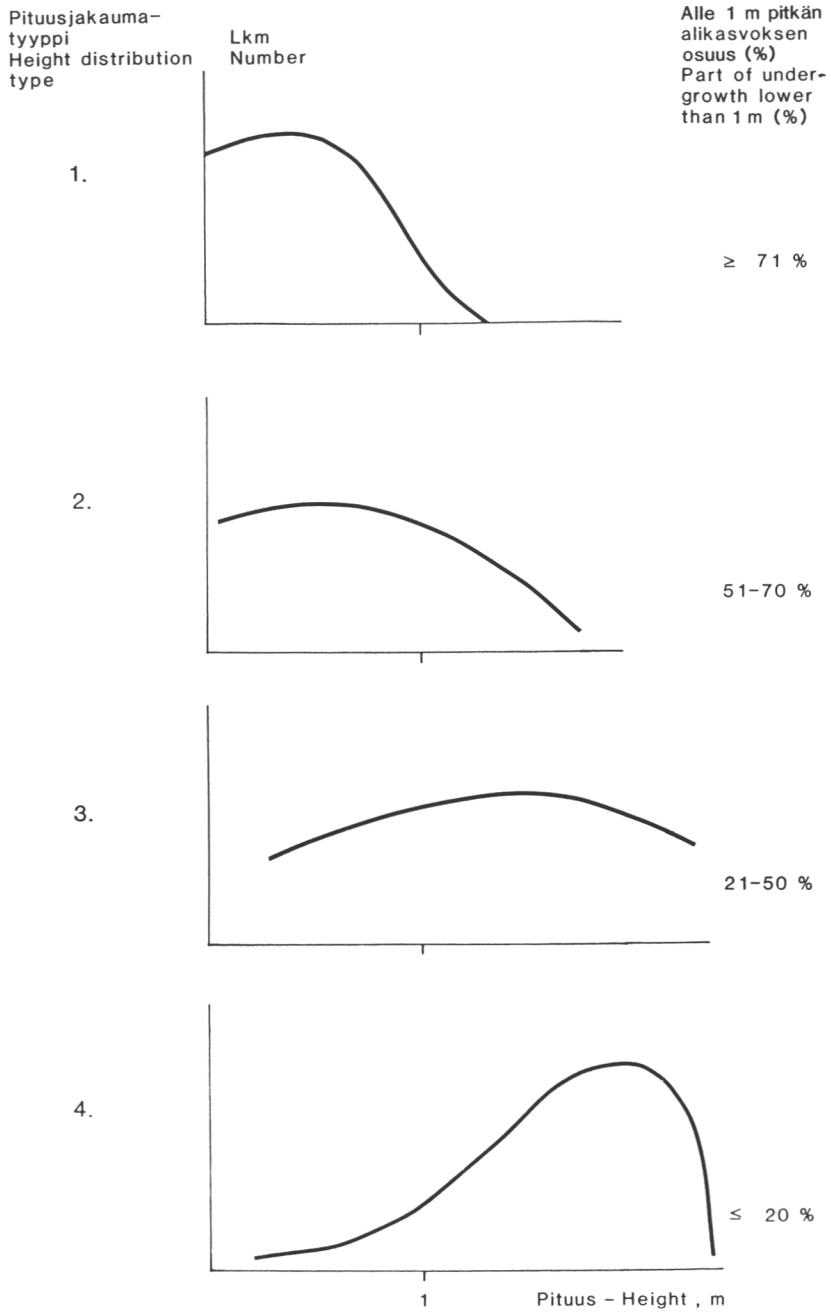 Pituusjakauma-
tyyppi
Height distribution
type
Lkm
Number
Alle 1 m pitkän
alikasvoksen
osuus (%)
Part of under-
growth lower
than 1 m (%)
1.
≥ 71 %
2.
51-70 %
3.
21-50 %
4.
≤ 20 %
1
Pituus - Height , m